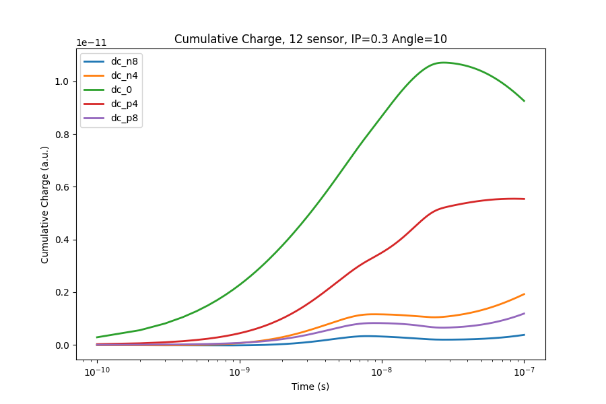 Cumulative Charge, 12 sensor, IP=0.3 Angle=10
1e−11
dc_n8
dc_n4
dc_0
dc_p4
dc_p8
1.0
0.8
0.6
0.4
0.2
0.0
Cumulative Charge (a.u.)
10⁻¹⁰
10⁻⁹
10⁻⁸
10⁻⁷
Time (s)